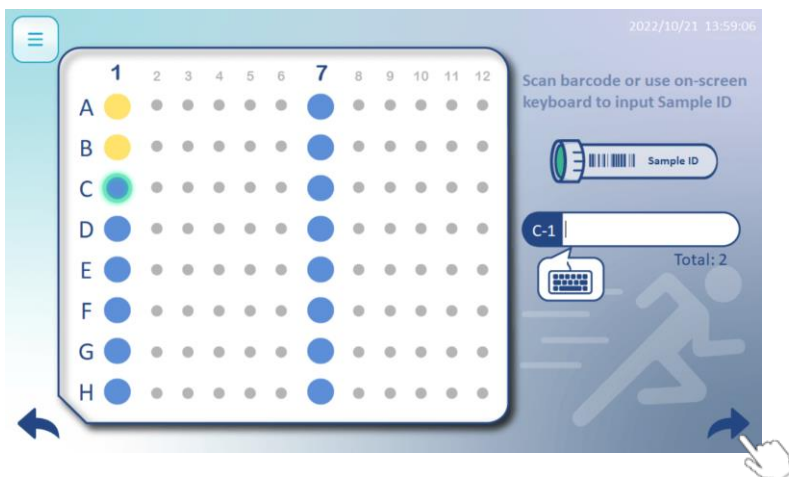 2022/10/21 13:59:06
1 2 3 4 5 6 7 8 9 10 11 12
A
B
C
D
E
F
G
H
Scan barcode or use on-screen
keyboard to input Sample ID
Sample ID
C-1
Total: 2